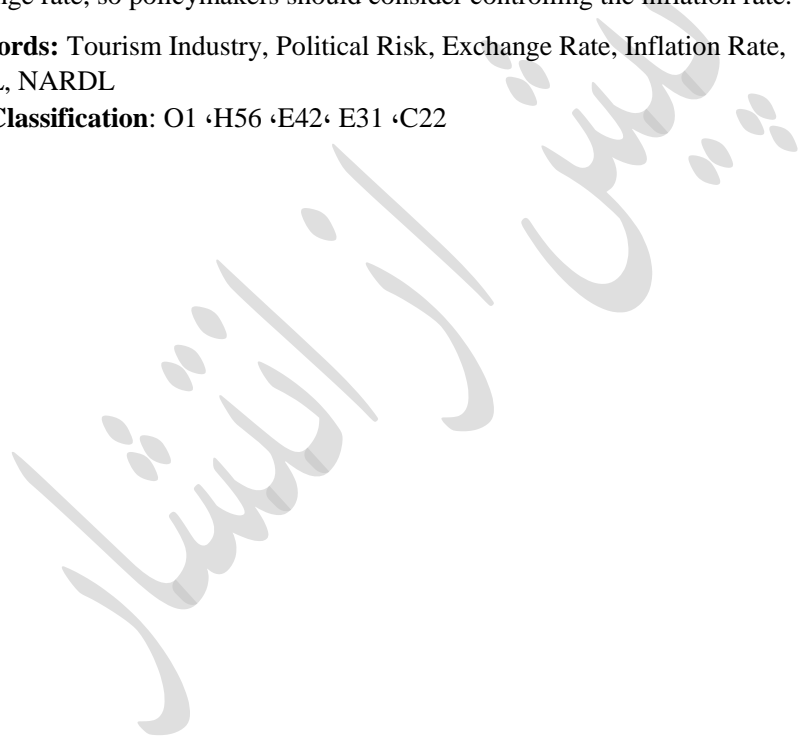 nge rate, so policymakers should consider controlling the inflation rate.
ords: Tourism Industry, Political Risk, Exchange Rate, Inflation Rate,
L, NARDL
Classification: O1 ،H56 ،E42، E31 ،C22
پیش از انتشار